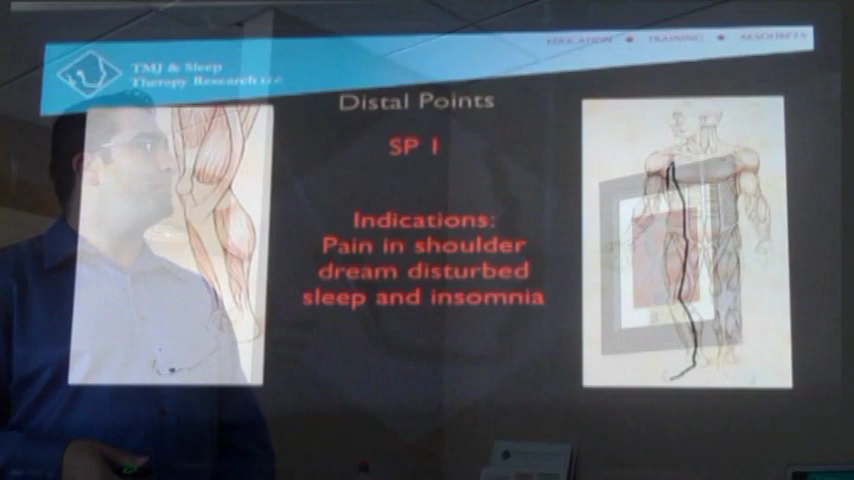 EDUCATION • TRAINING • RESOURCES
TMJ & Sleep
Therapy Research
Distal Points
SP 1
Indications:
Pain in shoulder
dream disturbed
sleep and insomnia